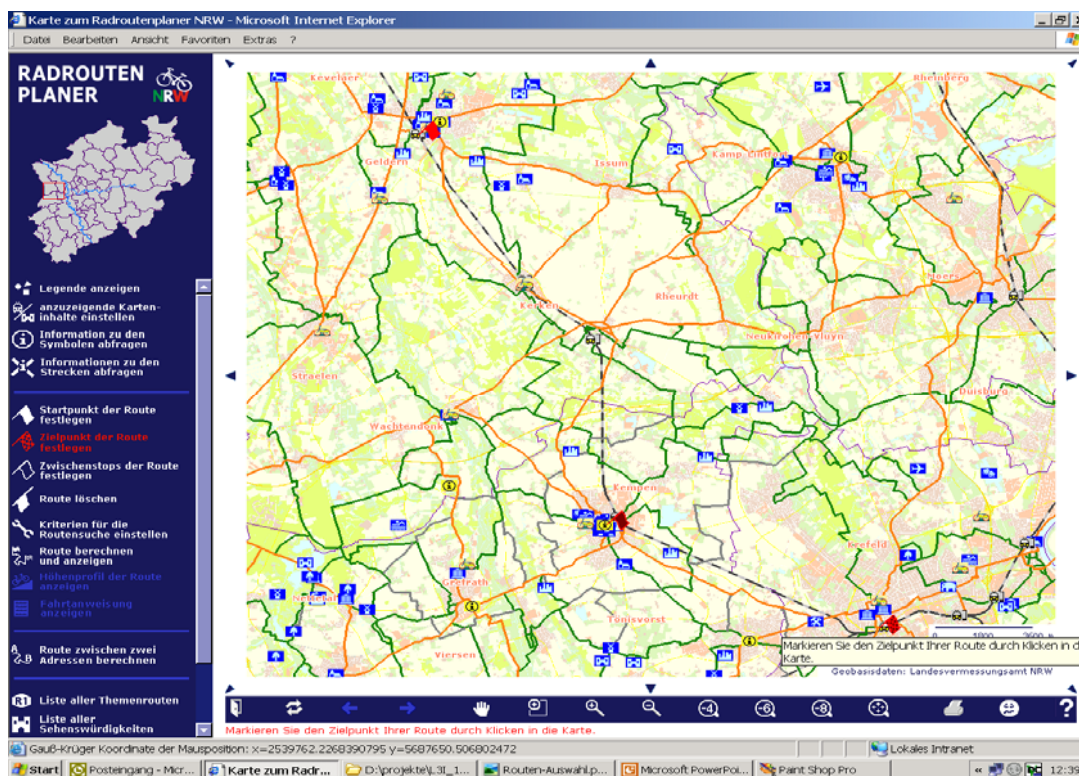 Karte zum Radroutenplaner NRW - Microsoft Internet Explorer
Datei Bearbeiten Ansicht Favoriten Extras ?
RADROUTEN
PLANER
NRW
Legende anzeigen
anzuzeigende Karten-
inhalte einstellen
Information zu den
Symbolen abfragen
Informationen zu den
Strecken abfragen
Startpunkt der Route
festlegen
Zielpunkt der Route
festlegen
Zwischenstops der Route
festlegen
Route löschen
Kriterien für die
Routensuche einstellen
Route berechnen
und anzeigen
Höhenprofil der Route
anzeigen
Fahrtanweisung
anzeigen
Route zwischen zwei
Adressen berechnen
Liste aller Themenrouten
Liste aller
Sehenswürdigkeiten
Kevelaer
Rheinberg
Geldern
Issum
Kamp-Lintfort
Moers
Kerken
Rheurdt
Neukirchen-Vluyn
Straelen
Duisburg
Wachtendonk
Kempen
Krefeld
Grefrath
Nettetal
Tönisvorst
Viersen
Markieren Sie den Zielpunkt Ihrer Route durch Klicken in d
Karte.
Geobasisdaten: Landesvermessungsamt NRW
-4 -6 -8 ?
Markieren Sie den Zielpunkt Ihrer Route durch Klicken in die Karte.
Gauß-Krüger Koordinate der Mausposition: x=2539762.2268390795 y=5687650.506802472
Lokales Intranet
Start Posteingang - Micr... Karte zum Radr... D:\projekte\L3I_1... Routen-Auswahl.p... Microsoft PowerPoi... Paint Shop Pro 12:39